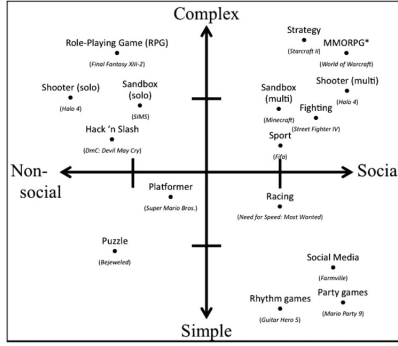 Complex
Strategy
(Starcraft II)
Role-Playing Game (RPG)
(Final Fantasy XIII-2)
MMORPG*
(World of Warcraft)
Shooter (solo)
(Halo 4)
Sandbox
(solo)
(SIMS)
Sandbox
(multi)
(Minecraft)
Shooter (multi)
(Halo 4)
Fighting
(Street Fighter IV)
Hack 'n Slash
(DmC: Devil May Cry)
Sport
(Fifa)
Non-
social
Social
Platformer
(Super Mario Bros.)
Racing
(Need for Speed: Most Wanted)
Puzzle
(Bejeweled)
Social Media
(Farmville)
Rhythm games
(Guitar Hero 5)
Party games
(Mario Party 9)
Simple